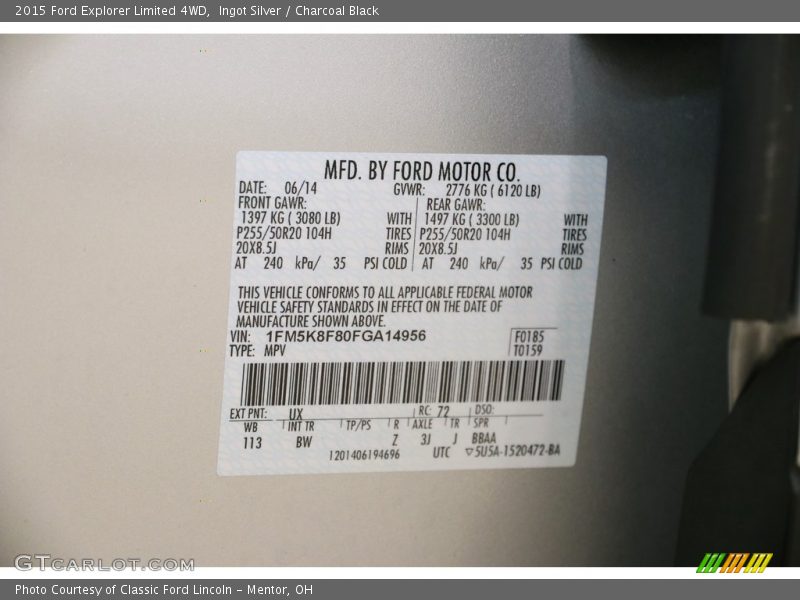 2015 Ford Explorer Limited 4WD, Ingot Silver / Charcoal Black
MFD. BY FORD MOTOR CO.
DATE: 06/14 GVWR: 2776 KG ( 6120 LB)
FRONT GAWR: REAR GAWR:
1397 KG ( 3080 LB) WITH 1497 KG ( 3300 LB) WITH
P255/50R20 104H TIRES P255/50R20 104H TIRES
20X8.5J RIMS 20X8.5J RIMS
AT 240 kPa/ 35 PSI COLD AT 240 kPa/ 35 PSI COLD
THIS VEHICLE CONFORMS TO ALL APPLICABLE FEDERAL MOTOR
VEHICLE SAFETY STANDARDS IN EFFECT ON THE DATE OF
MANUFACTURE SHOWN ABOVE.
VIN: 1FM5K8F80FGA14956 F0185
TYPE: MPV T0159
EXT PNT: UX RC: 72 DSO:
WB INT TR TP/PS R AXLE TR SPR
113 BW Z 3J J BBAA
1201406194696 UTC ▽5U5A-1520472-BA
GTCARLOT.COM
Photo Courtesy of Classic Ford Lincoln - Mentor, OH